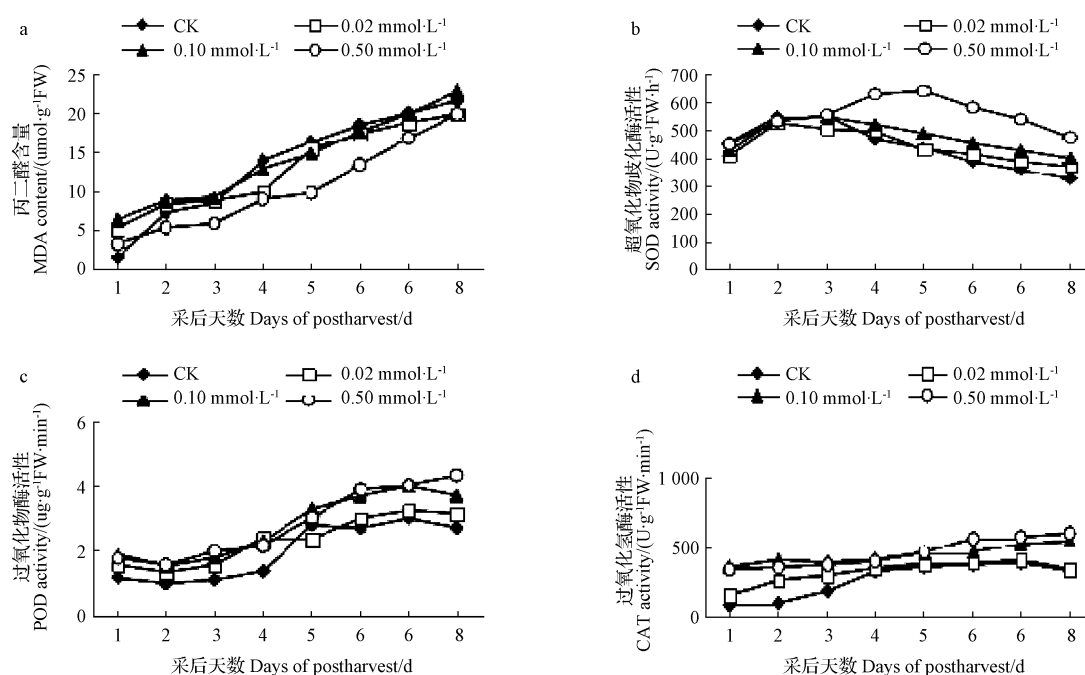 a
CK
0.02 mmol·L⁻¹
0.10 mmol·L⁻¹
0.50 mmol·L⁻¹
丙二醛含量
MDA content/(umol·g⁻¹FW)
25
20
15
10
5
0
1 2 3 4 5 6 6 8
采后天数 Days of postharvest/d
b
CK
0.02 mmol·L⁻¹
0.10 mmol·L⁻¹
0.50 mmol·L⁻¹
超氧化物歧化酶活性
SOD activity/(U·g⁻¹FW·h⁻¹)
700
600
500
400
300
200
100
0
1 2 3 4 5 6 6 8
采后天数 Days of postharvest/d
c
CK
0.02 mmol·L⁻¹
0.10 mmol·L⁻¹
0.50 mmol·L⁻¹
过氧化物酶活性
POD activity/(ug·g⁻¹FW·min⁻¹)
6
4
2
0
1 2 3 4 5 6 6 8
采后天数 Days of postharvest/d
d
CK
0.02 mmol·L⁻¹
0.10 mmol·L⁻¹
0.50 mmol·L⁻¹
过氧化氢酶活性
CAT activity/(U·g⁻¹FW·min⁻¹)
1 000
500
0
1 2 3 4 5 6 6 8
采后天数 Days of postharvest/d